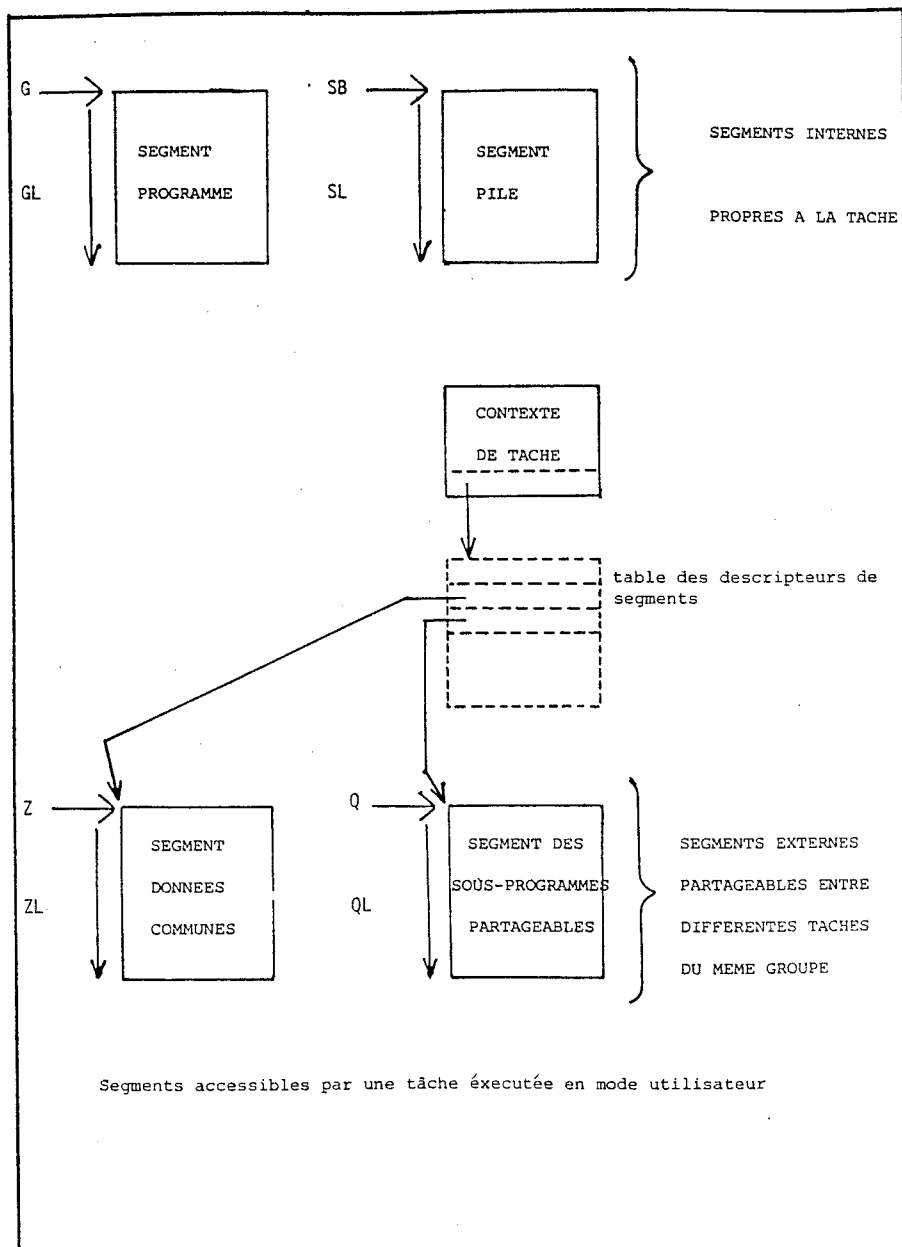 G
SEGMENT
PROGRAMME
GL
SB
SEGMENT
PILE
SL
SEGMENTS INTERNES
PROPRES A LA TACHE
CONTEXTE
DE TACHE
table des descripteurs de
segments
Z
SEGMENT
DONNEES
COMMUNES
ZL
Q
SEGMENT DES
SOUS-PROGRAMMES
PARTAGEABLES
QL
SEGMENTS EXTERNES
PARTAGEABLES ENTRE
DIFFERENTES TACHES
DU MEME GROUPE
Segments accessibles par une tâche éxecutée en mode utilisateur